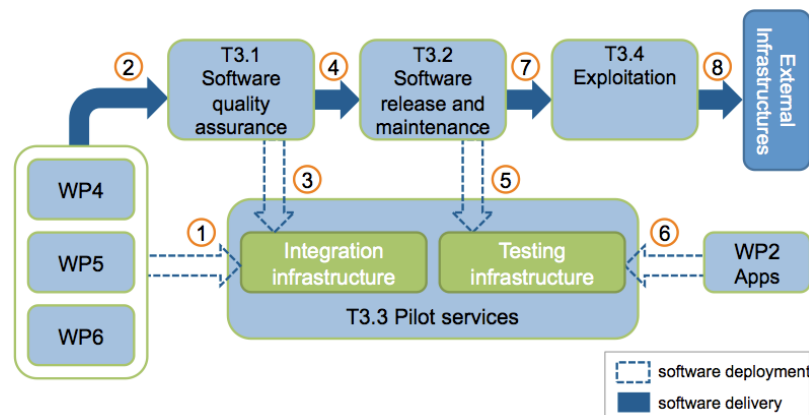 2
T3.1
Software
quality
assurance
4
T3.2
Software
release and
maintenance
7
T3.4
Exploitation
8
External
Infrastructures
WP4
WP5
WP6
3
5
1
6
Integration
infrastructure
Testing
infrastructure
WP2
Apps
T3.3 Pilot services
software deployment
software delivery